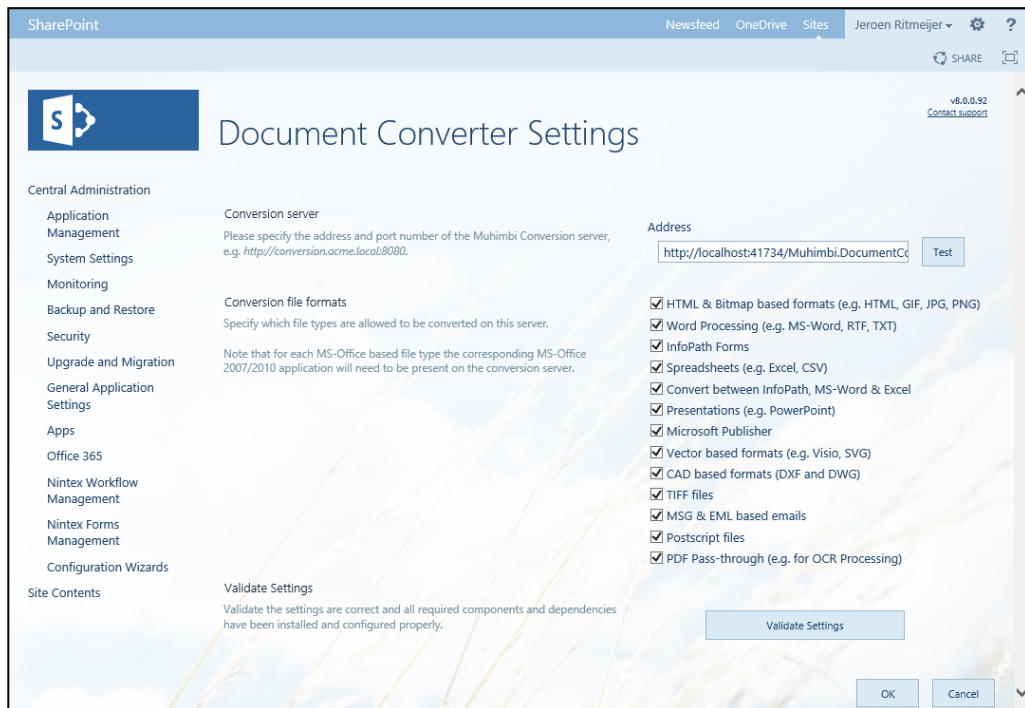 SharePoint
Newsfeed OneDrive Sites Jeroen Ritmeijer ?
SHARE
S
v8.0.0.92
Contact support
Document Converter Settings
Central Administration
Application
Management
System Settings
Monitoring
Backup and Restore
Security
Upgrade and Migration
General Application
Settings
Apps
Office 365
Nintex Workflow
Management
Nintex Forms
Management
Configuration Wizards
Site Contents
Conversion server
Please specify the address and port number of the Muhimbi Conversion server,
e.g. http://conversion.acme.local:8080.
Address
http://localhost:41734/Muhimbi.DocumentCo
Test
Conversion file formats
Specify which file types are allowed to be converted on this server.
Note that for each MS-Office based file type the corresponding MS-Office
2007/2010 application will need to be present on the conversion server.
HTML & Bitmap based formats (e.g. HTML, GIF, JPG, PNG)
Word Processing (e.g. MS-Word, RTF, TXT)
InfoPath Forms
Spreadsheets (e.g. Excel, CSV)
Convert between InfoPath, MS-Word & Excel
Presentations (e.g. PowerPoint)
Microsoft Publisher
Vector based formats (e.g. Visio, SVG)
CAD based formats (DXF and DWG)
TIFF files
MSG & EML based emails
Postscript files
PDF Pass-through (e.g. for OCR Processing)
Validate Settings
Validate the settings are correct and all required components and dependencies
have been installed and configured properly.
Validate Settings
OK Cancel